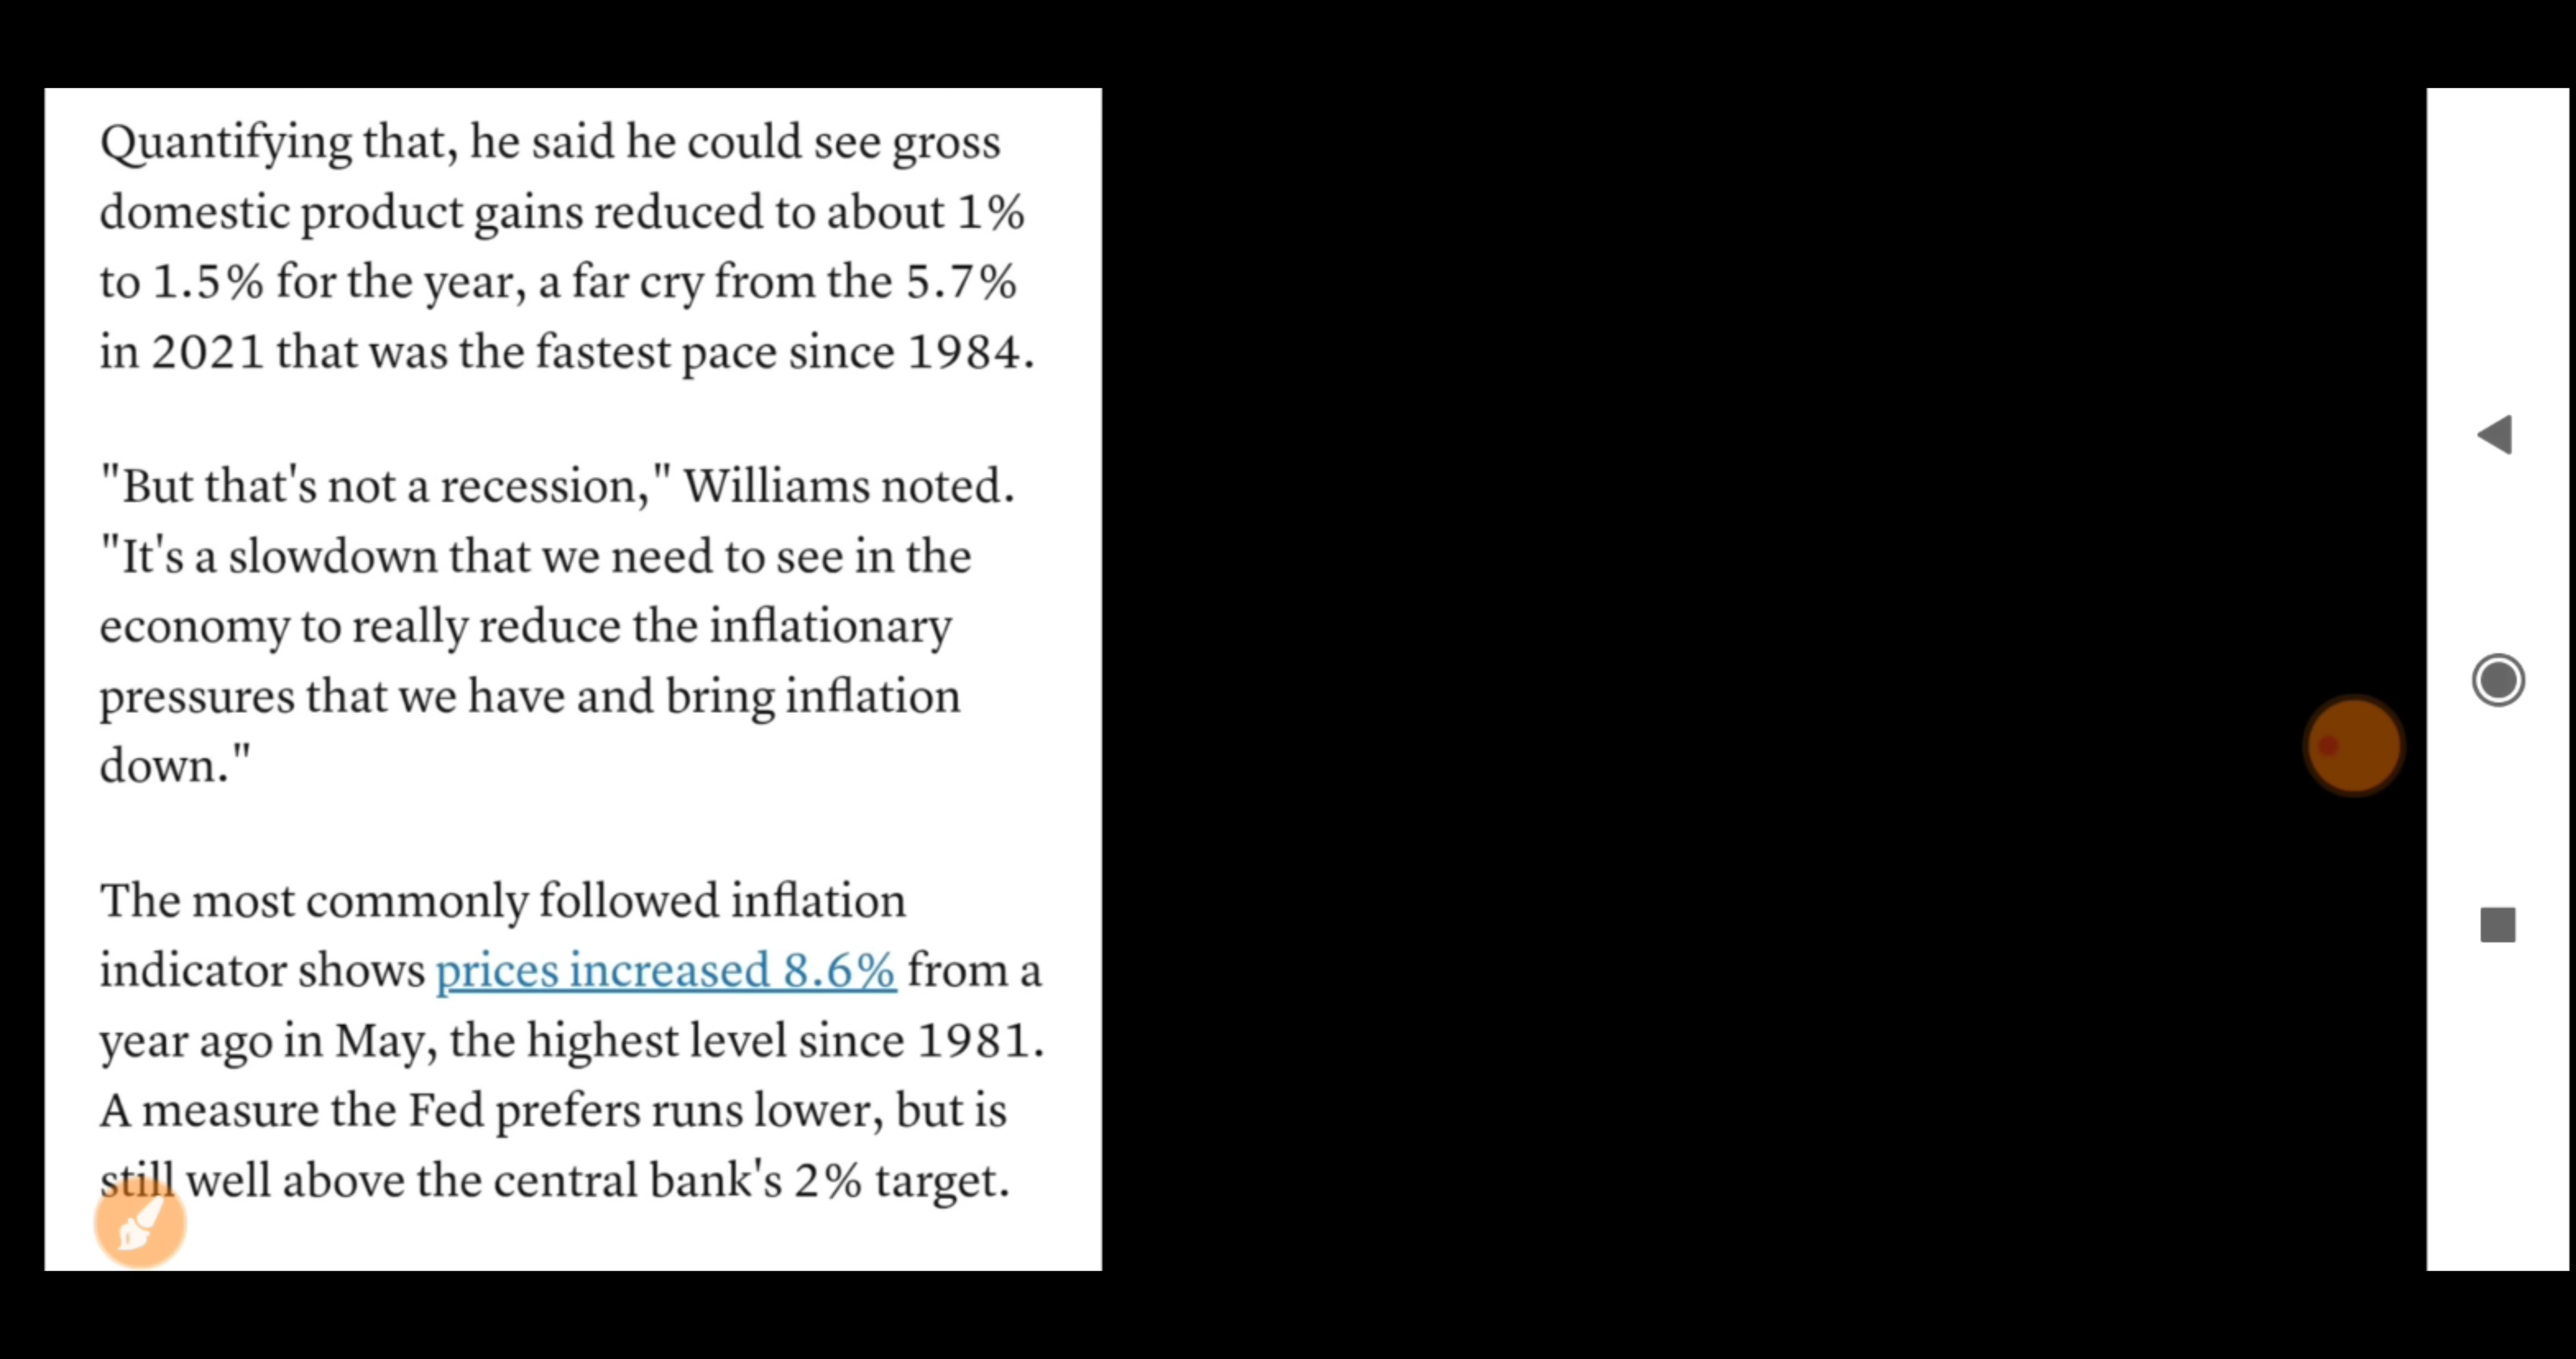 Quantifying that, he said he could see gross
domestic product gains reduced to about 1%
to 1.5% for the year, a far cry from the 5.7%
in 2021 that was the fastest pace since 1984.
"But that's not a recession," Williams noted.
"It's a slowdown that we need to see in the
economy to really reduce the inflationary
pressures that we have and bring inflation
down."
The most commonly followed inflation
indicator shows prices increased 8.6% from a
year ago in May, the highest level since 1981.
A measure the Fed prefers runs lower, but is
still well above the central bank's 2% target.